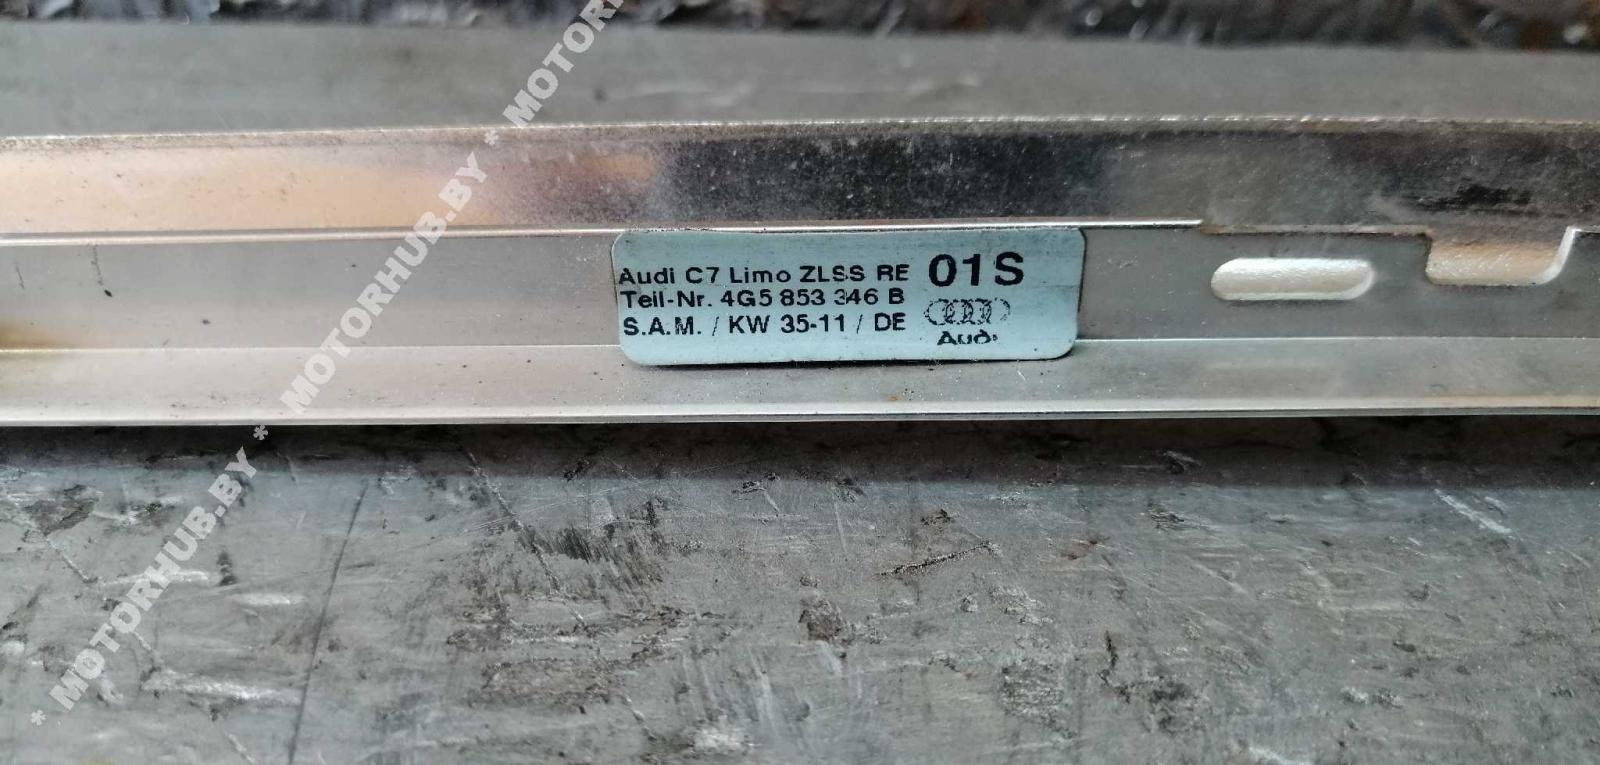 Audi C7 Limo ZLSS RE 01S
Teil-Nr. 4G5 853 346 B
S.A.M. / KW 35-11 / DE
Audi
* MOTORHUB.BY * MOTORHUB.BY * MOTORHUB.BY * MOTORH